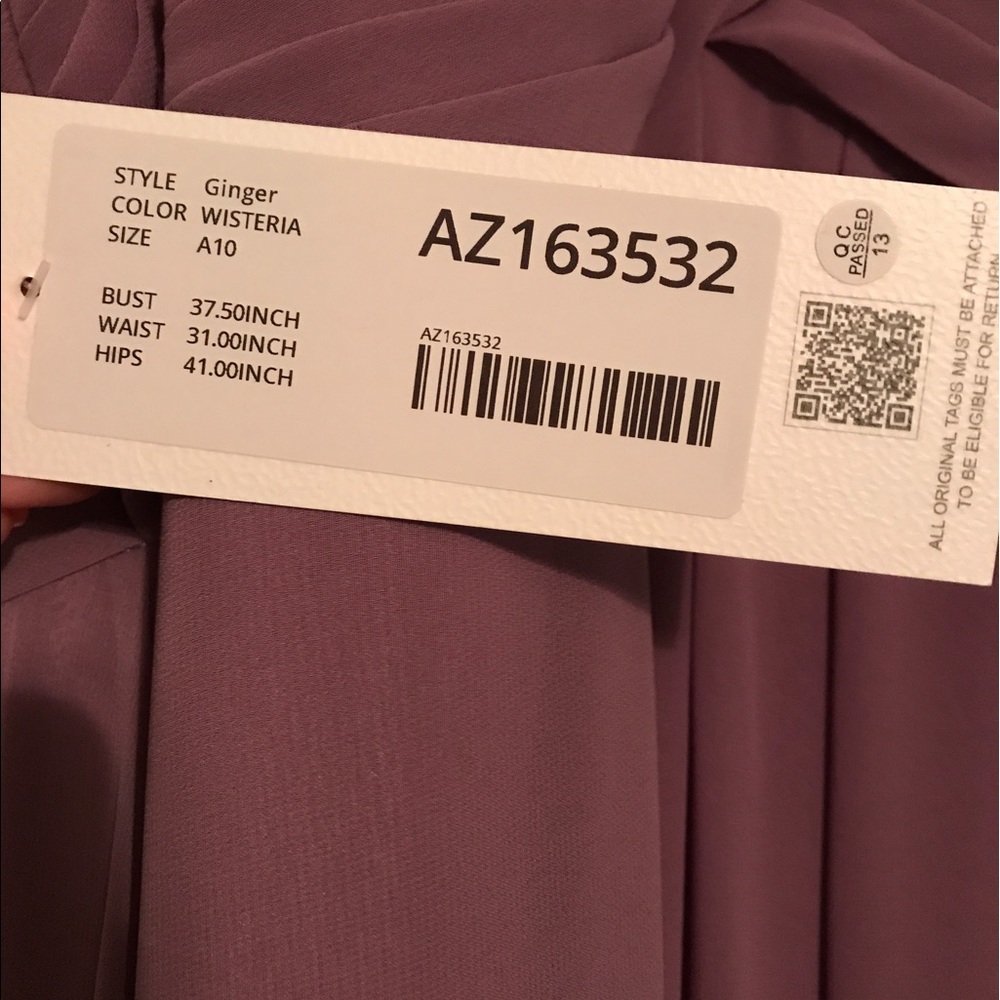 STYLE Ginger
COLOR WISTERIA
SIZE A10
BUST 37.50INCH
WAIST 31.00INCH
HIPS 41.00INCH
AZ163532
AZ163532
QC
PASSED
13
ALL ORIGINAL TAGS MUST BE ATTACHED
TO BE ELIGIBLE FOR RETURN